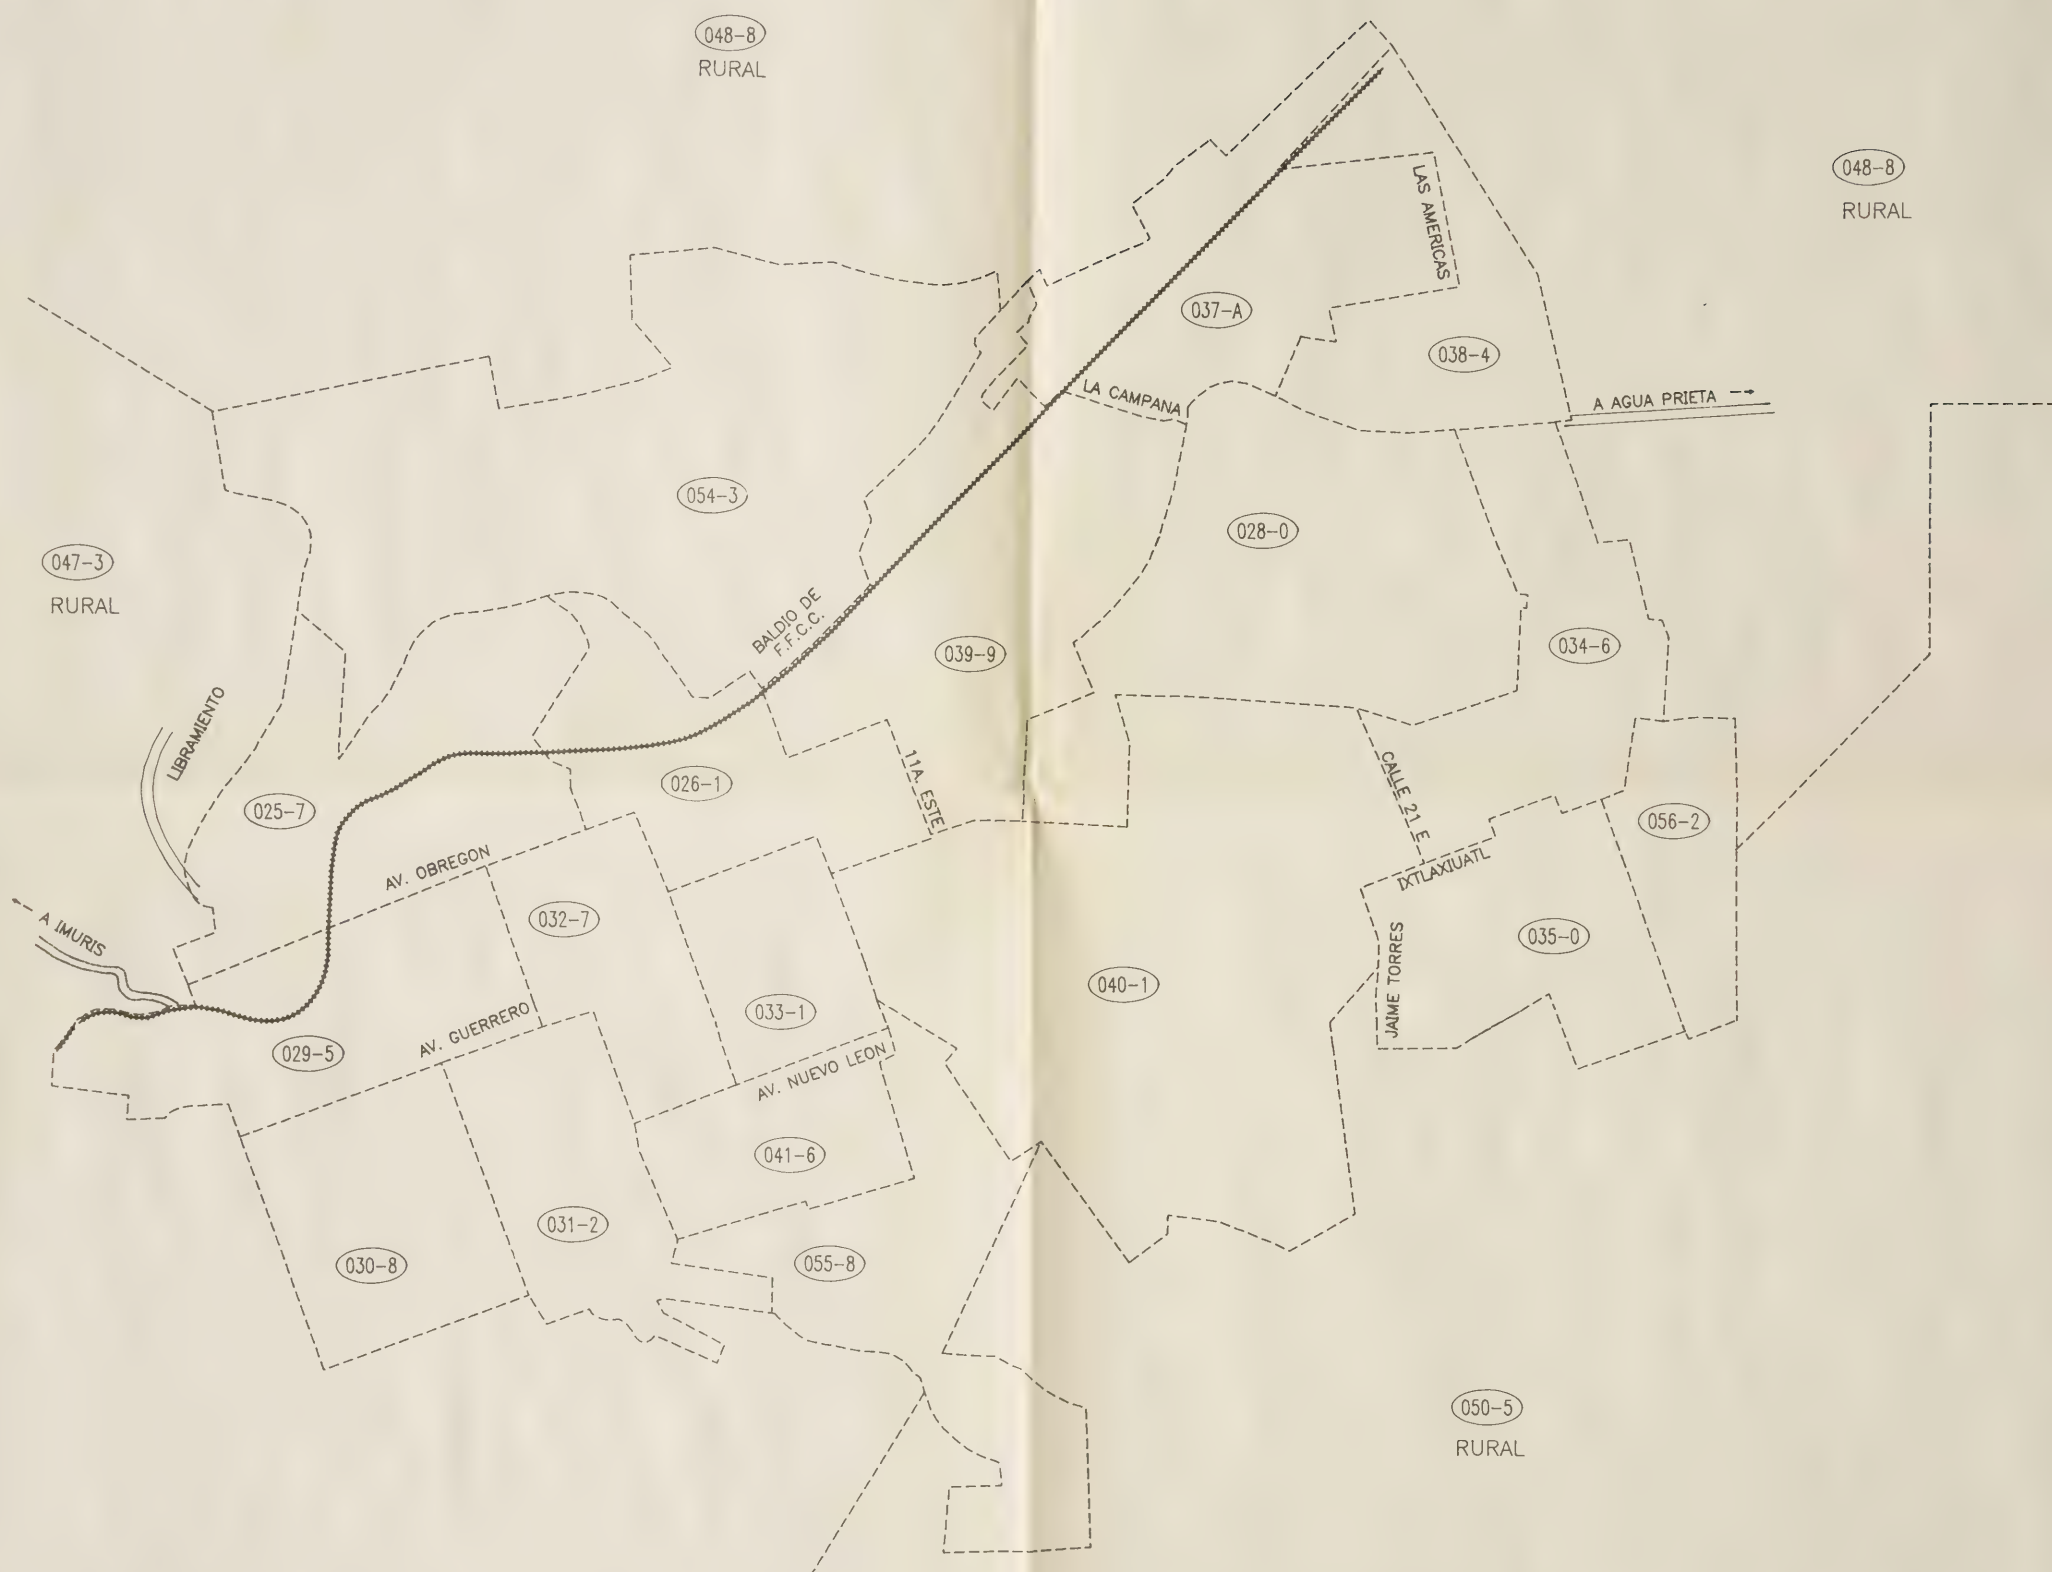 048-8
RURAL
048-8
RURAL
LAS AMERICAS
037-A
038-4
LA CAMPANA
A AGUA PRIETA
054-3
028-0
047-3
RURAL
BALDIO DE
F.F.C.C.
039-9
034-6
LIBRAMIENTO
025-7
026-1
11A. ESTE
CALLE 21 E.
056-2
AV. OBREGON
IXTLAXIUATL
032-7
A IMURIS
035-0
JAIME TORRES
040-1
033-1
AV. GUERRERO
029-5
AV. NUEVO LEON
041-6
031-2
030-8
055-8
050-5
RURAL